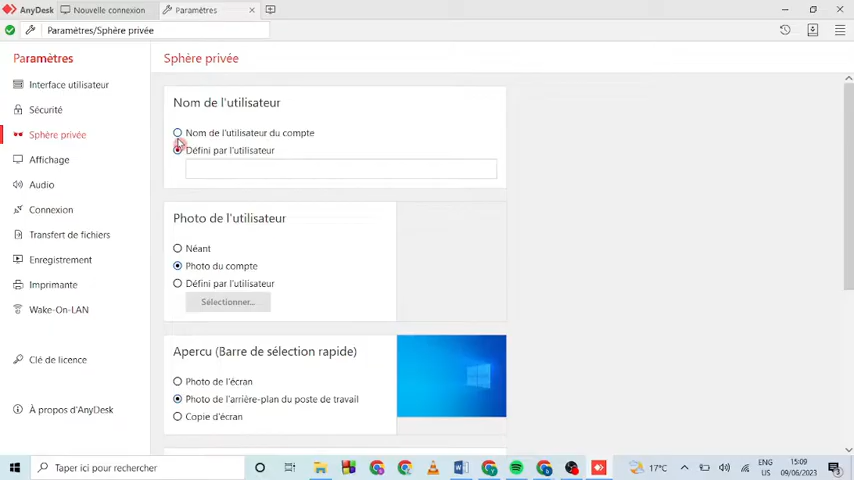 AnyDesk
Nouvelle connexion
Paramètres
Paramètres/Sphère privée
Paramètres
Interface utilisateur
Sécurité
Sphère privée
Affichage
Audio
Connexion
Transfert de fichiers
Enregistrement
Imprimante
Wake-On-LAN
Clé de licence
À propos d'AnyDesk
Sphère privée
Nom de l'utilisateur
Nom de l'utilisateur du compte
Défini par l'utilisateur
Photo de l'utilisateur
Néant
Photo du compte
Défini par l'utilisateur
Sélectionner...
Apercu (Barre de sélection rapide)
Photo de l'écran
Photo de l'arrière-plan du poste de travail
Copie d'écran
Taper ici pour rechercher
17°C
ENG
US
15:09
09/06/2023
3